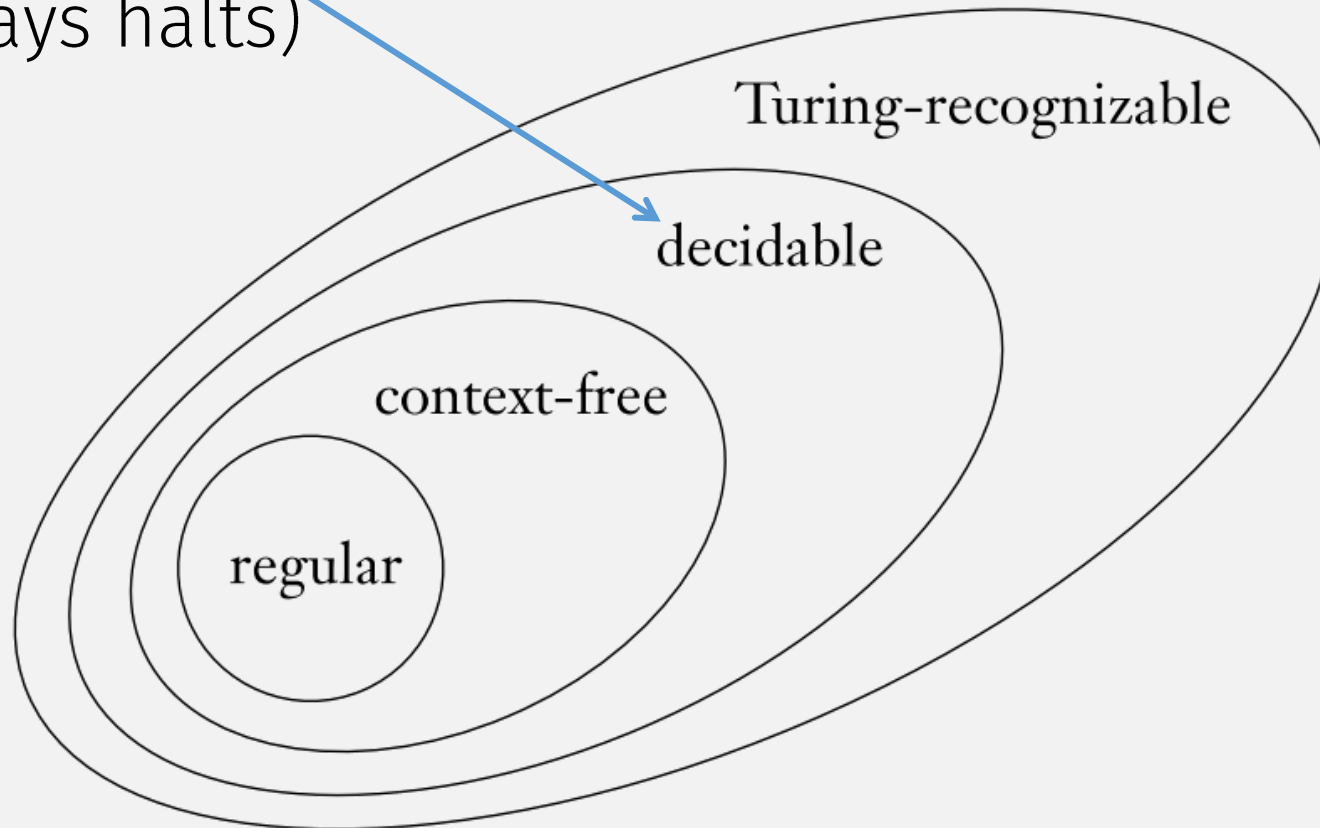 ays halts)
Turing-recognizable
decidable
context-free
regular